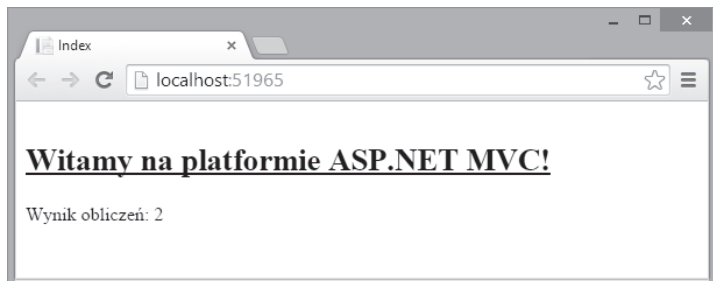 Index
localhost:51965
Witamy na platformie ASP.NET MVC!
Wynik obliczeń: 2